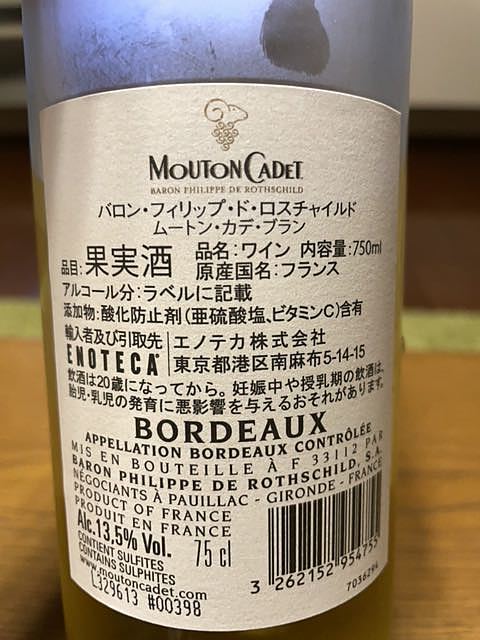 MOUTON CADET
BARON PHILIPPE DE ROTHSCHILD
バロン・フィリップ・ド・ロスチャイルド
ムートン・カデ・ブラン
品目:果実酒 品名:ワイン 内容量:750ml
原産国名:フランス
アルコール分:ラベルに記載
添加物:酸化防止剤(亜硫酸塩、ビタミンC)含有
輸入者及び引取先 エノテカ株式会社
ENOTECA 東京都港区南麻布5-14-15
飲酒は20歳になってから。妊娠中や授乳期の飲酒は、
胎児・乳児の発育に悪影響を与えるおそれがあります。
BORDEAUX
APPELLATION BORDEAUX CONTRÔLÉE
MIS EN BOUTEILLE À F 33112 PAR
BARON PHILIPPE DE ROTHSCHILD, S.A.
NÉGOCIANTS À PAUILLAC - GIRONDE - FRANCE
PRODUCT OF FRANCE
PRODUIT EN FRANCE
Alc.13,5% Vol. 75 cl
CONTIENT SULFITES
CONTAINS SULPHITES
www.moutoncadet.com
L329613 #00398
3 262152 954755
7036294